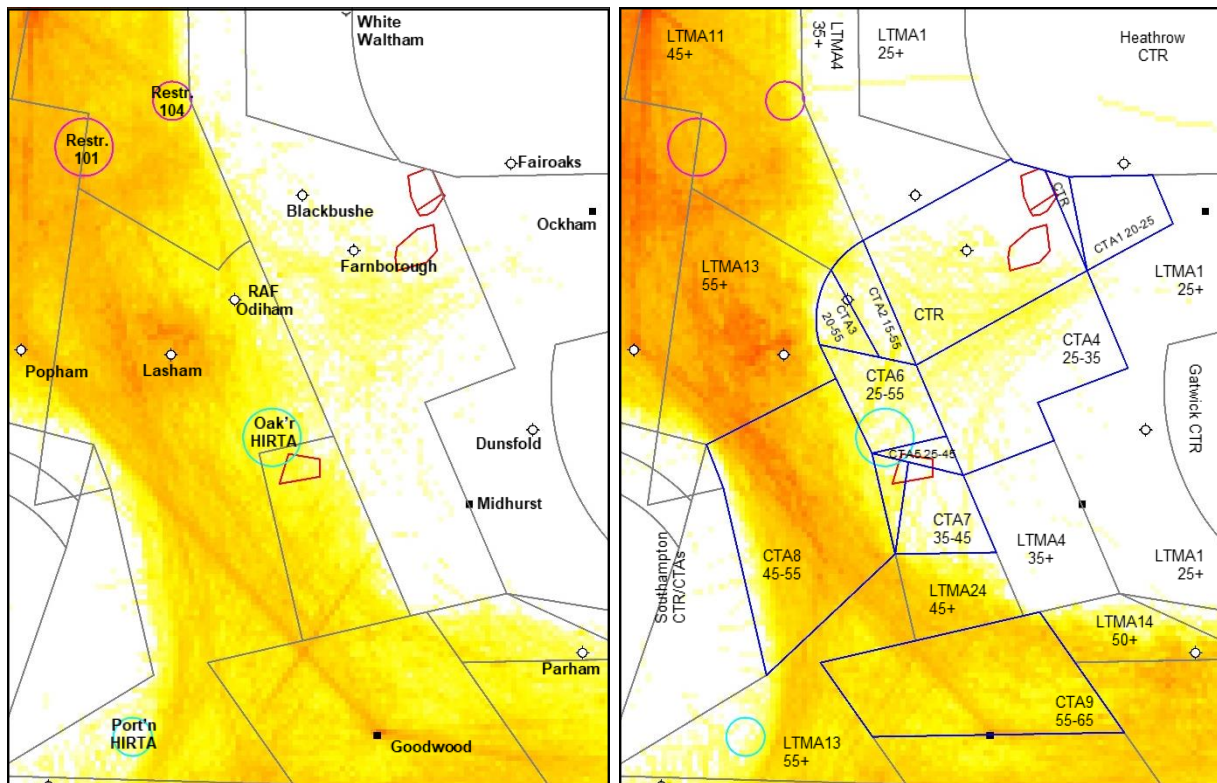 White
Waltham
Restr.
104
Restr.
101
Fairoaks
Blackbushe
Ockham
Farnborough
RAF
Odiham
Popham
Lasham
Oak'r
HIRTA
Dunsfold
Midhurst
Parham
Port'n
HIRTA
Goodwood
LTMA11
45+
LTMA4
35+
LTMA1
25+
Heathrow
CTR
CTR
CTA1 20-25
LTMA13
55+
LTMA1
25+
CTA3
20-55
CTA2 15-55
CTR
CTA4
25-35
CTA6
25-55
Gatwick CTR
CTA5 25-45
CTA7
35-45
CTA8
45-55
LTMA4
35+
LTMA1
25+
Southampton
CTR/CTAs
LTMA24
45+
LTMA14
50+
CTA9
55-65
LTMA13
55+